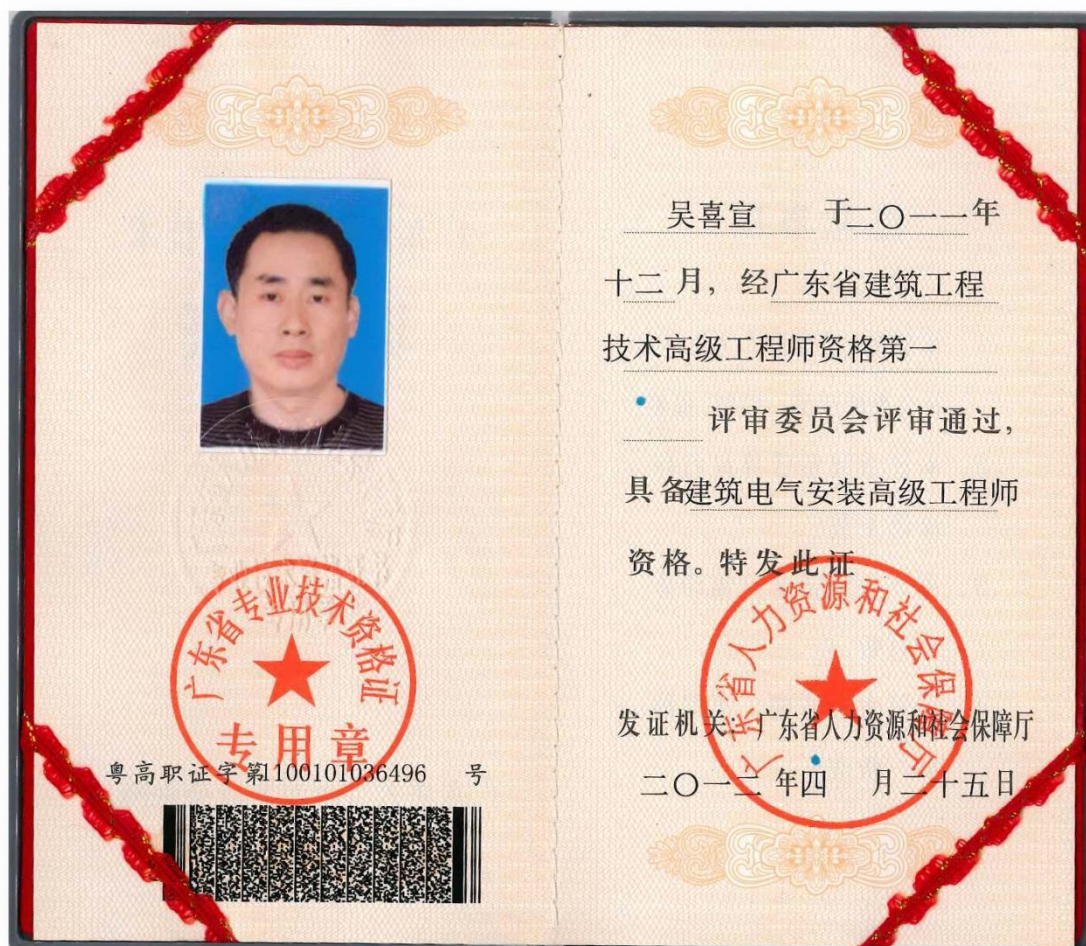 广东省专业技术资格证
专用章
粤高职证字第1100101036496 号
吴喜宣 于二〇一一年
十二月，经广东省建筑工程
技术高级工程师资格第一
评审委员会评审通过，
具备建筑电气安装高级工程师
资格。特发此证
广东省人力资源和社会保障厅
发证机关：广东省人力资源和社会保障厅
二〇一二年四 月二十五日